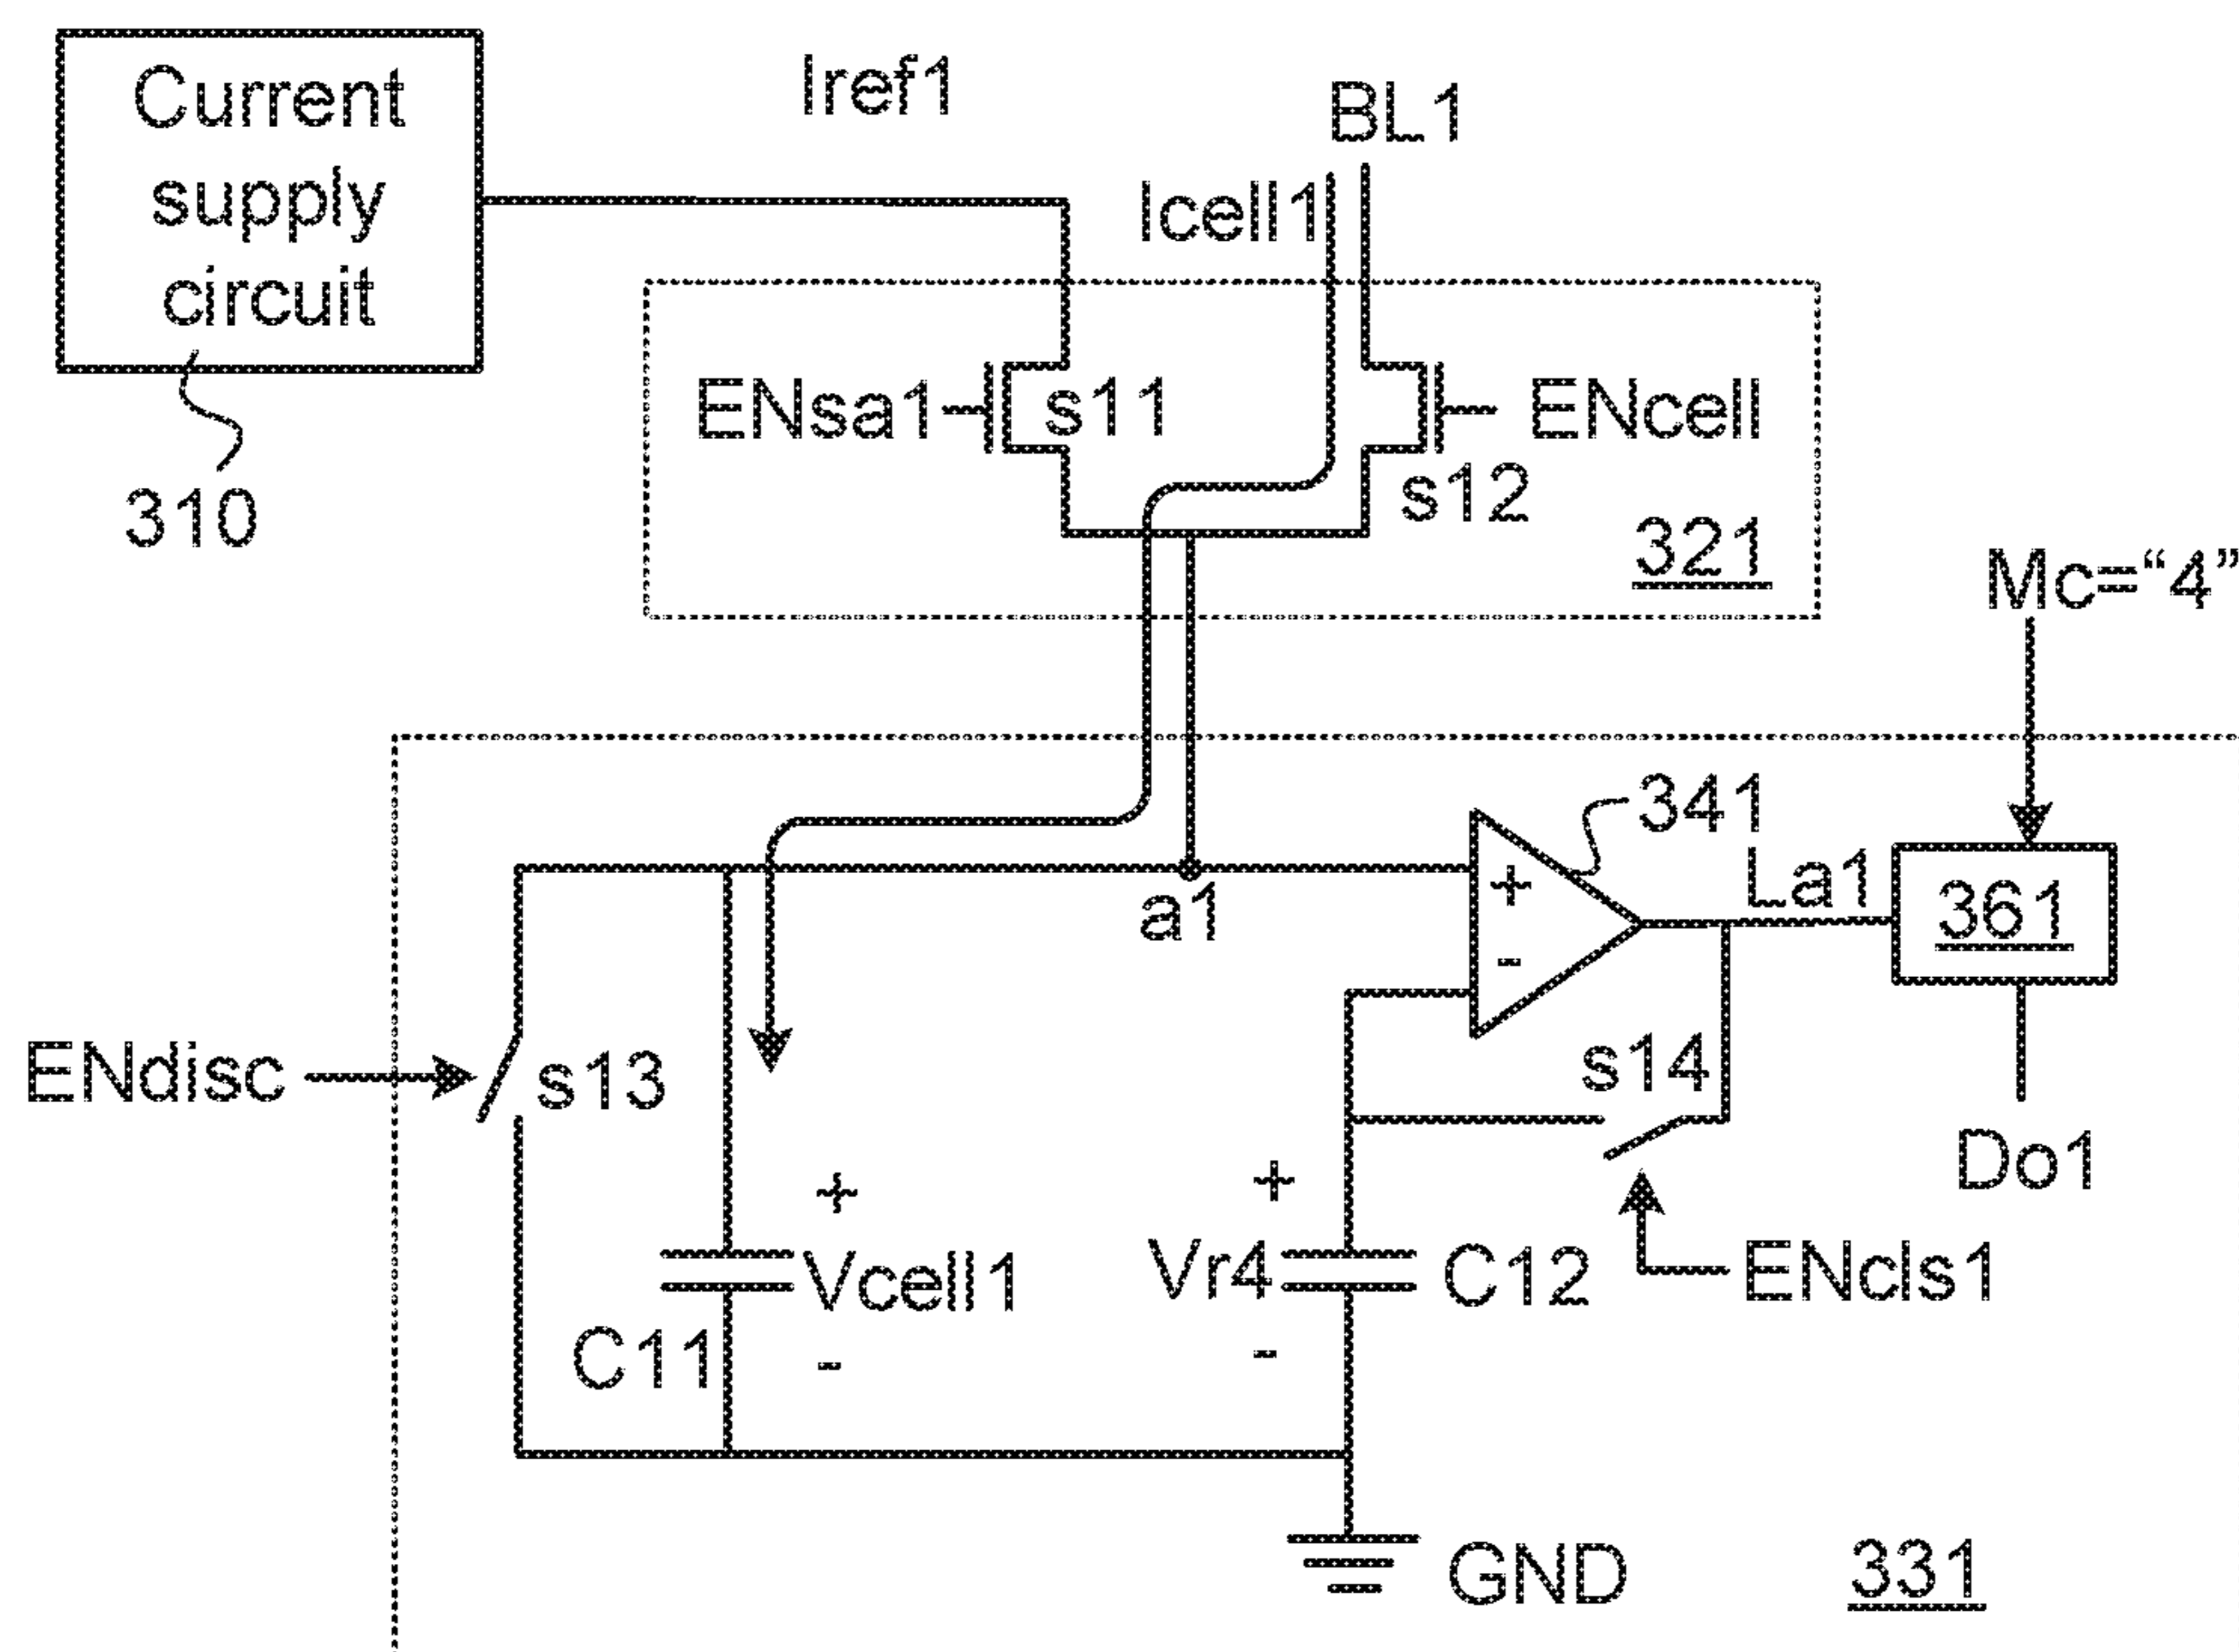 Current
supply
circuit
310
Iref1
BL1
Icell1
ENsa1
s11
ENcell
s12
321
Mc=“4”
341
La1
361
a1
+
-
ENdisc
s13
s14
Do1
+
Vcell1
-
C11
+
Vr4
-
C12
ENcls1
GND
331